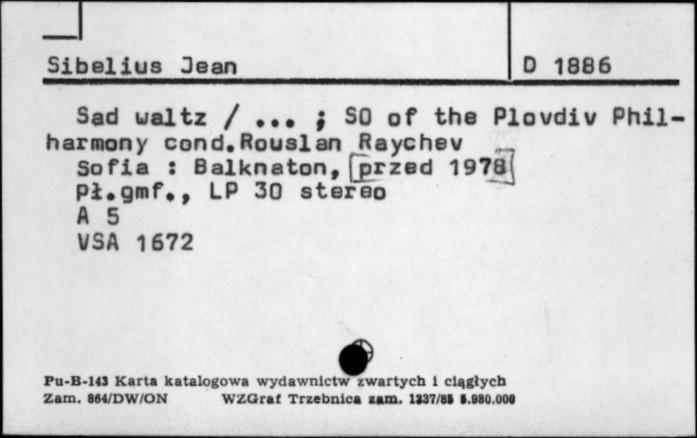 Sibelius Jean
D 1886
Sad waltz / ... ; SO of the Plovdiv Phil-
harmony cond.Rouslan Raychev
Sofia : Balknaton, [przed 1978]
pł.gmf., LP 30 stereo
A 5
VSA 1672
Pu-B-143 Karta katalogowa wydawnictw zwartych i ciągłych
Zam. 864/DW/ON WZGraf Trzebnica zam. 1337/85 5.980.000